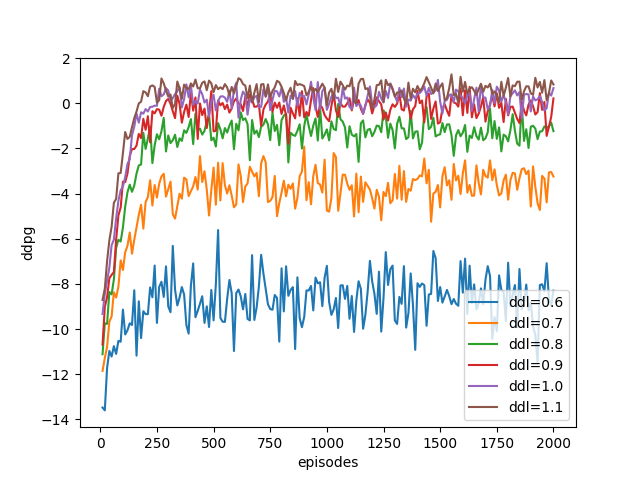 ddpg
2
0
−2
−4
−6
−8
−10
−12
−14
0 250 500 750 1000 1250 1500 1750 2000
episodes
ddl=0.6
ddl=0.7
ddl=0.8
ddl=0.9
ddl=1.0
ddl=1.1